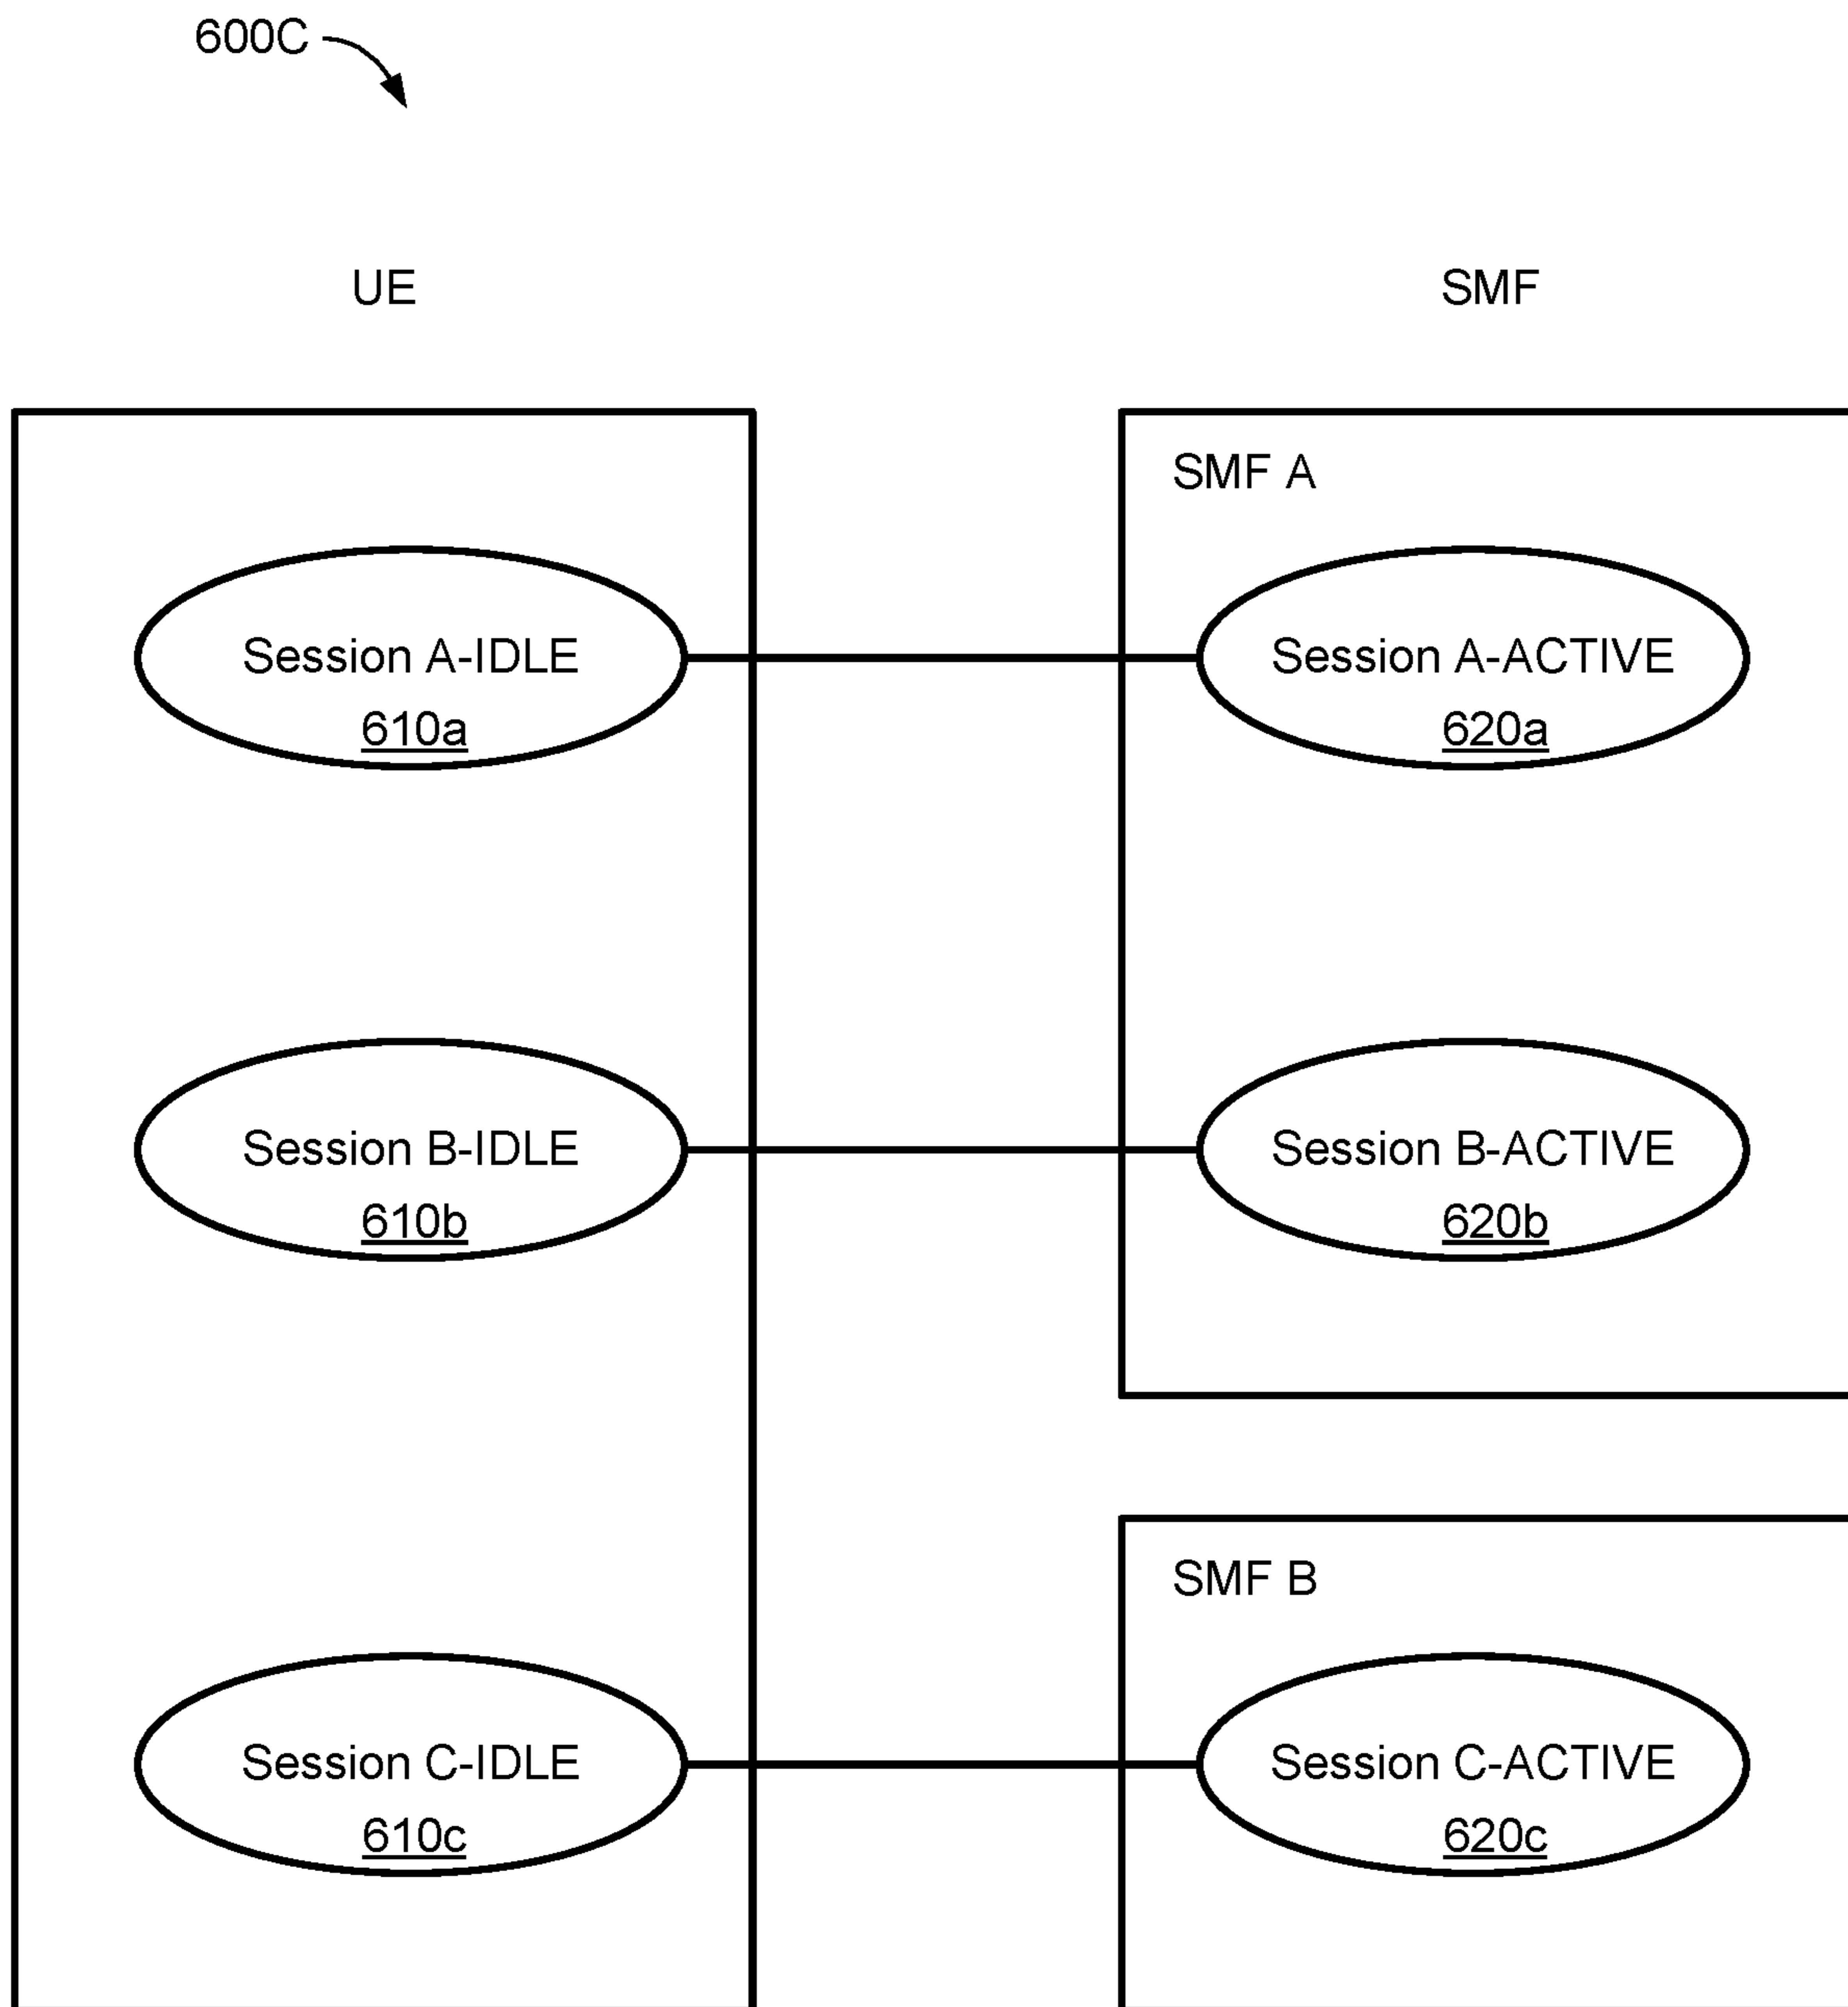 600C
UE
SMF
SMF A
Session A-IDLE
610a
Session A-ACTIVE
620a
Session B-IDLE
610b
Session B-ACTIVE
620b
SMF B
Session C-IDLE
610c
Session C-ACTIVE
620c